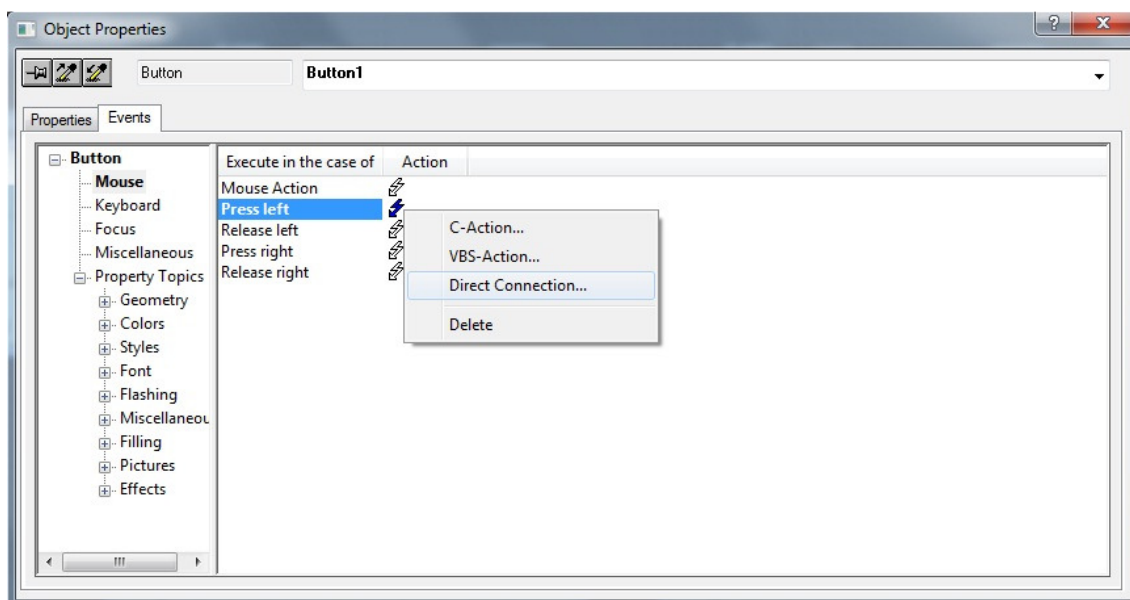 Object Properties
Button
Button1
Properties
Events
Button
Mouse
Keyboard
Focus
Miscellaneous
Property Topics
Geometry
Colors
Styles
Font
Flashing
Miscellaneou
Filling
Pictures
Effects
Execute in the case of Action
Mouse Action
Press left
Release left
Press right
Release right
C-Action...
VBS-Action...
Direct Connection...
Delete